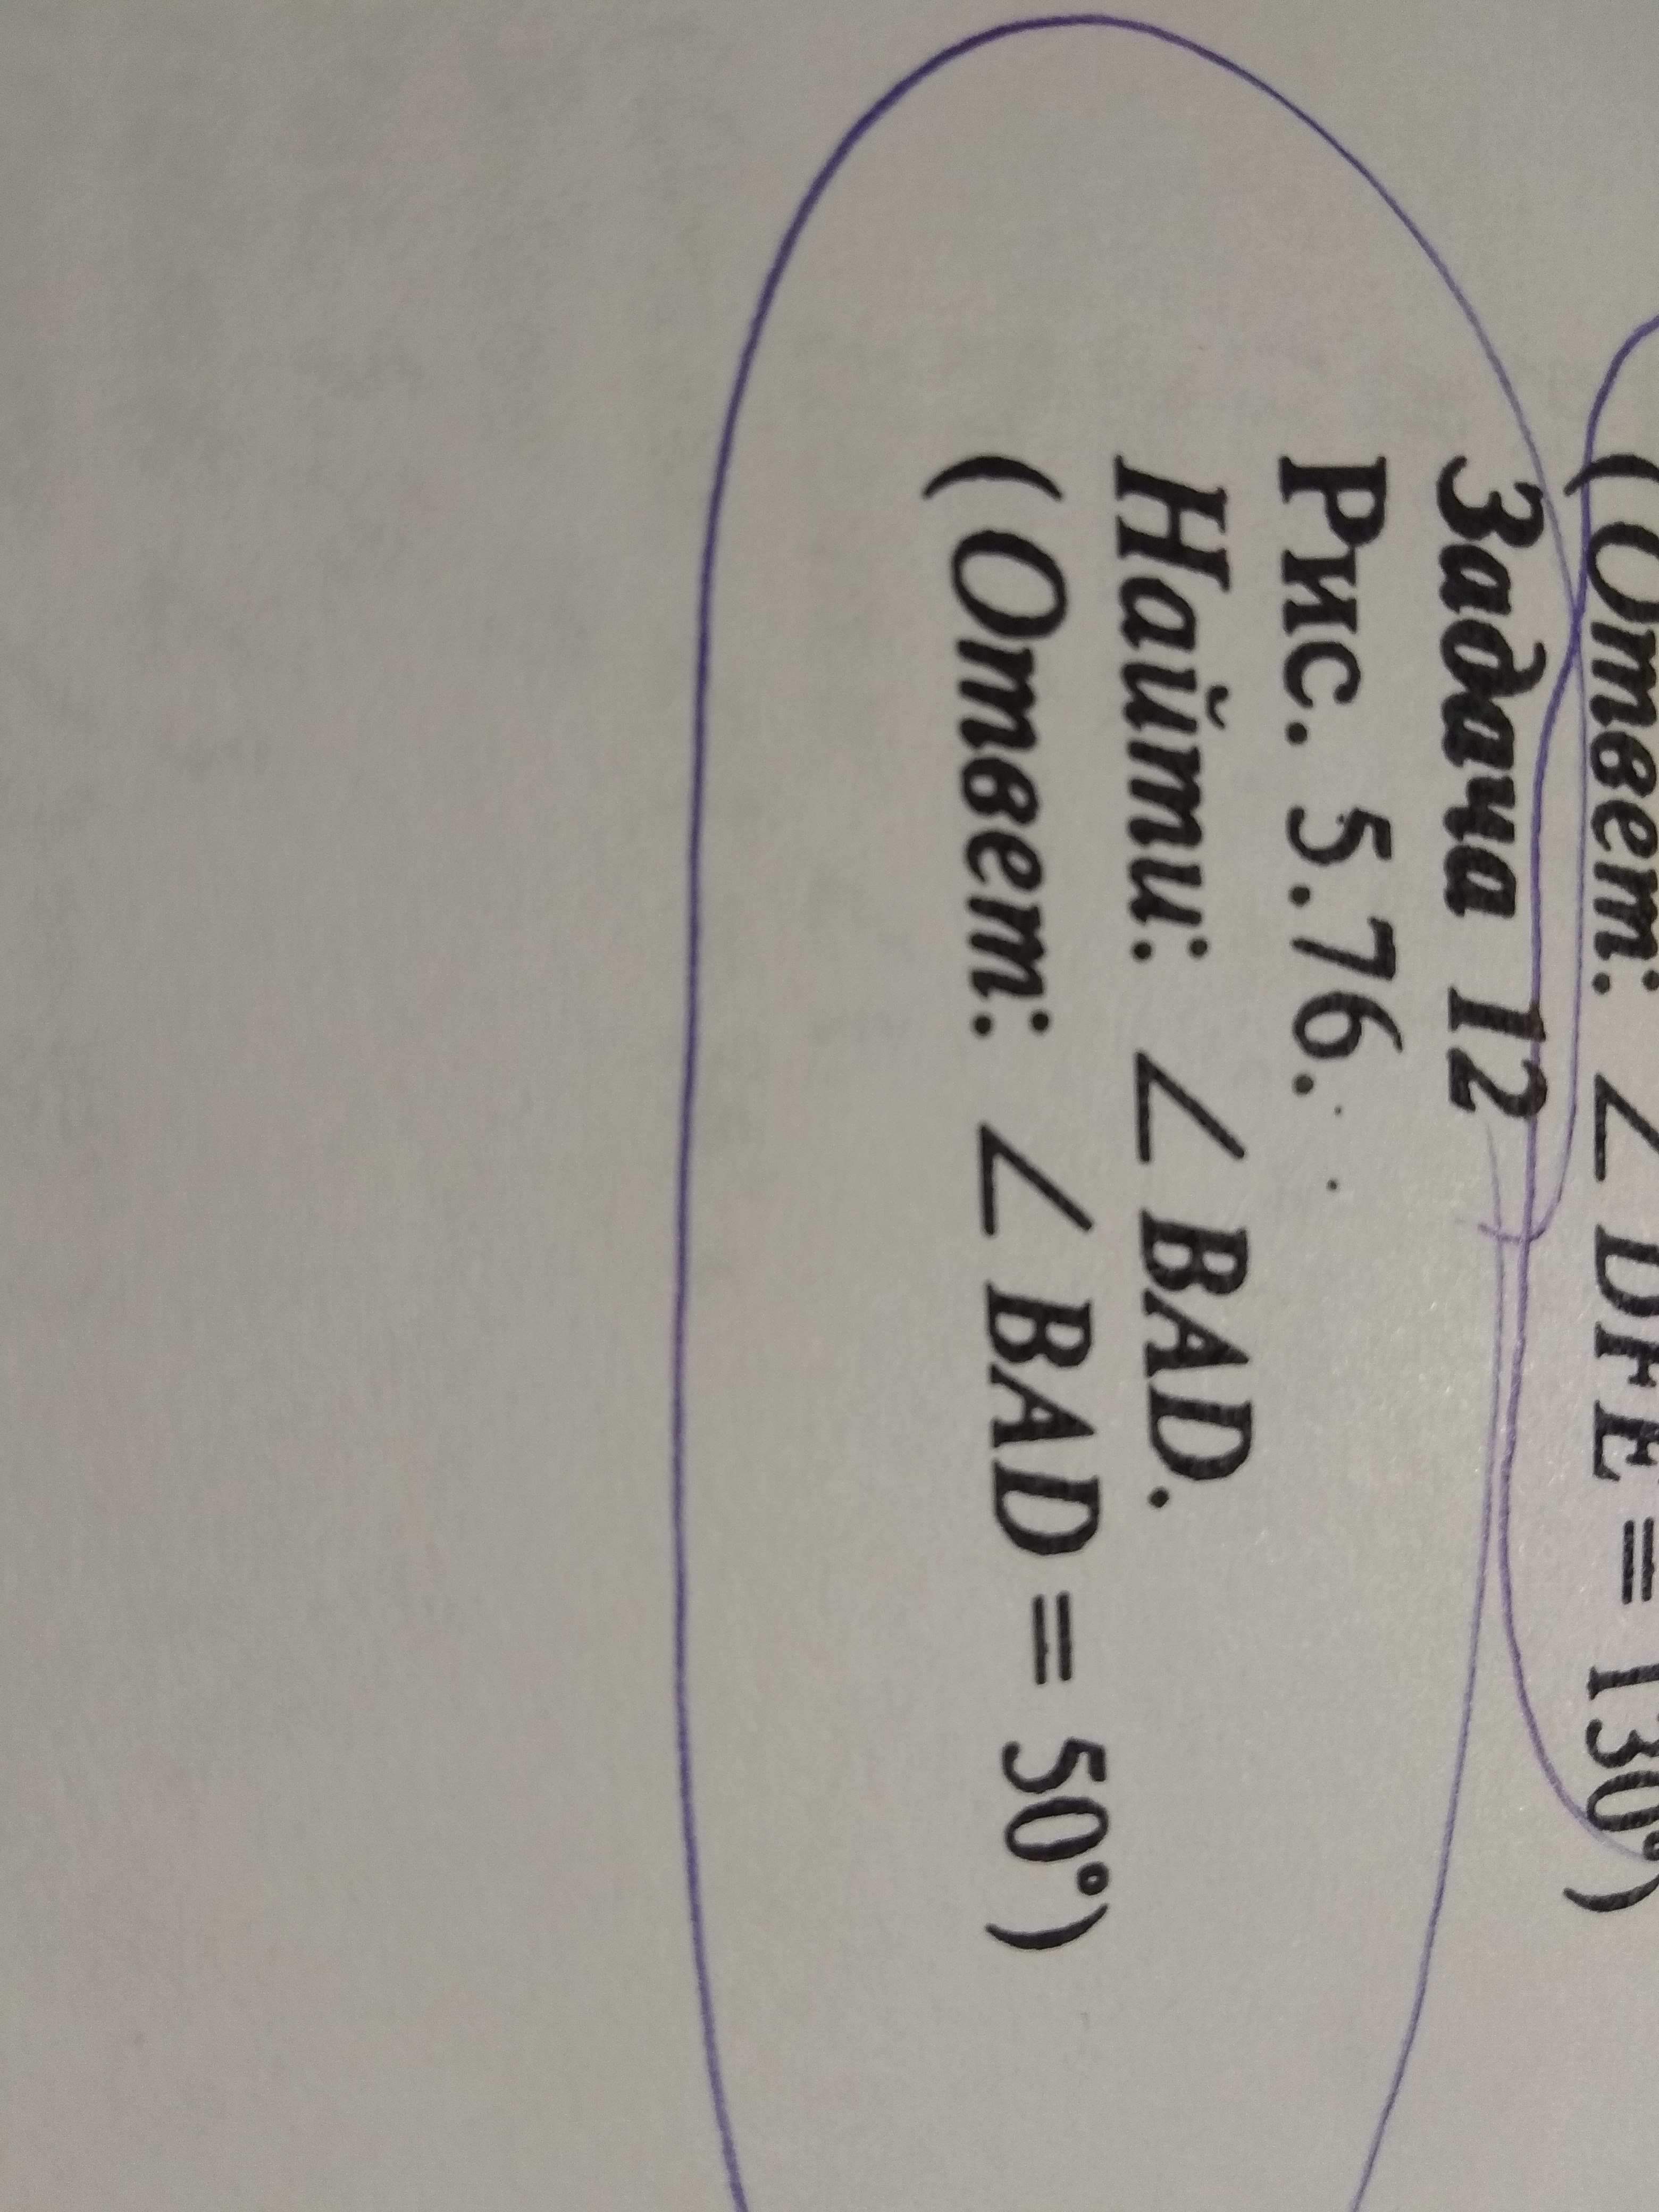 (Ответ: ∠ DFE = 130°)
Задача 12
Рис. 5.76.
Найти: ∠ BAD.
(Ответ: ∠ BAD = 50°)